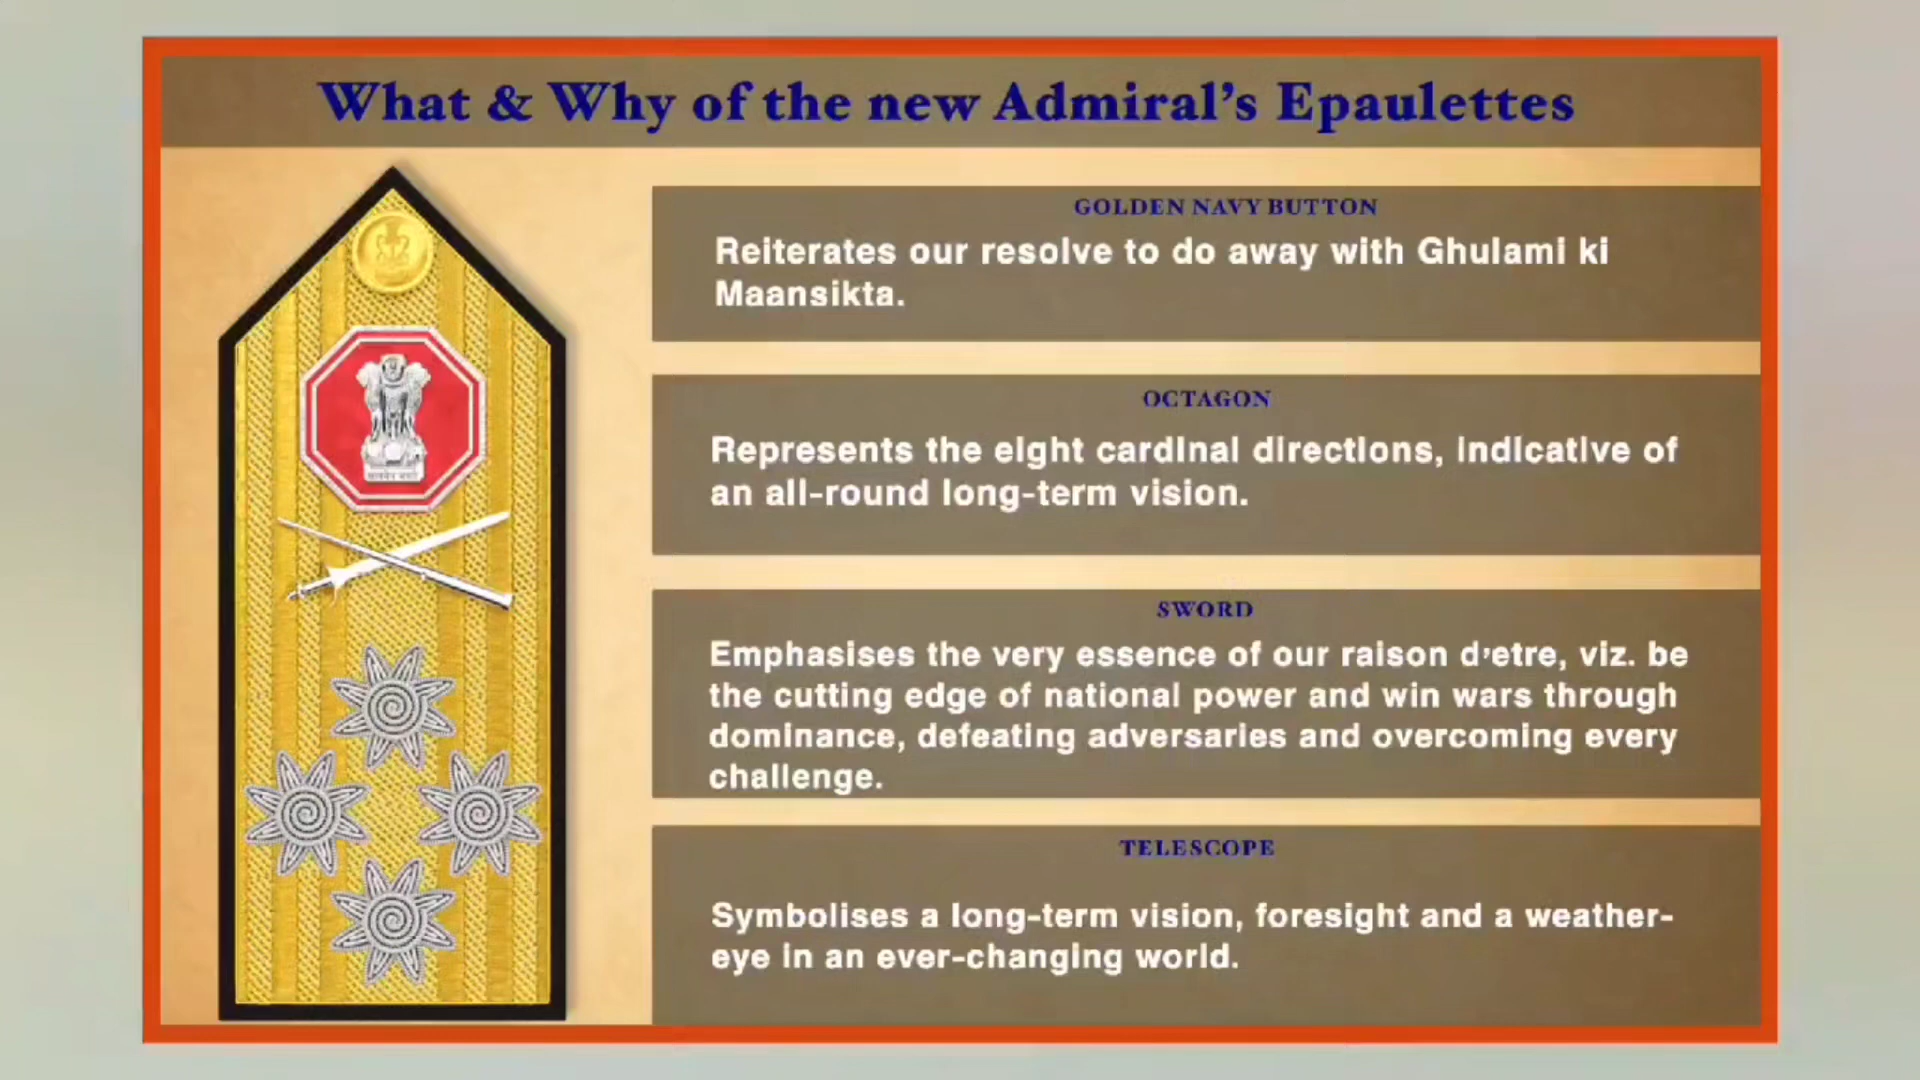 What & Why of the new Admiral's Epaulettes
GOLDEN NAVY BUTTON
Reiterates our resolve to do away with Ghulami ki
Maansikta.
OCTAGON
Represents the eight cardinal directions, indicative of
an all-round long-term vision.
SWORD
Emphasises the very essence of our raison d'etre, viz. be
the cutting edge of national power and win wars through
dominance, defeating adversaries and overcoming every
challenge.
TELESCOPE
Symbolises a long-term vision, foresight and a weather-
eye in an ever-changing world.